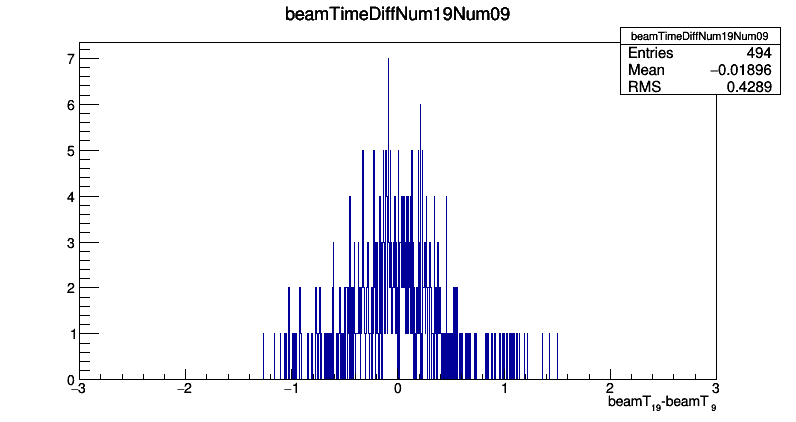 beamTimeDiffNum19Num09
beamTimeDiffNum19Num09
Entries 494
Mean −0.01896
RMS 0.4289
7
6
5
4
3
2
1
0
−3 −2 −1 0 1 2 3
beamT19-beamT9